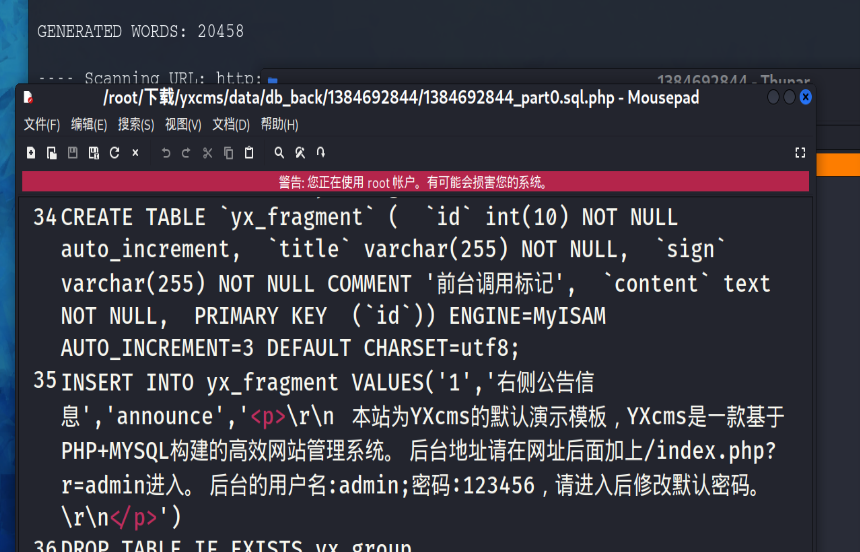 GENERATED WORDS: 20458
---- Scanning URL: http:
1384692844 - Thunar
/root/下载/yxcms/data/db_back/1384692844/1384692844_part0.sql.php - Mousepad
文件(F) 编辑(E) 搜索(S) 视图(V) 文档(D) 帮助(H)
警告: 您正在使用 root 帐户。有可能会损害您的系统。
34 CREATE TABLE `yx_fragment` (  `id` int(10) NOT NULL
auto_increment,  `title` varchar(255) NOT NULL,  `sign`
varchar(255) NOT NULL COMMENT '前台调用标记',  `content` text
NOT NULL,  PRIMARY KEY  (`id`)) ENGINE=MyISAM
AUTO_INCREMENT=3 DEFAULT CHARSET=utf8;
35 INSERT INTO yx_fragment VALUES('1','右侧公告信
息','announce','<p>\r\n  本站为YXcms的默认演示模板，YXcms是一款基于
PHP+MYSQL构建的高效网站管理系统。 后台地址请在网址后面加上/index.php?
r=admin进入。 后台的用户名:admin;密码:123456，请进入后修改默认密码。
\r\n</p>')
36 DROP TABLE IF EXISTS yx_group